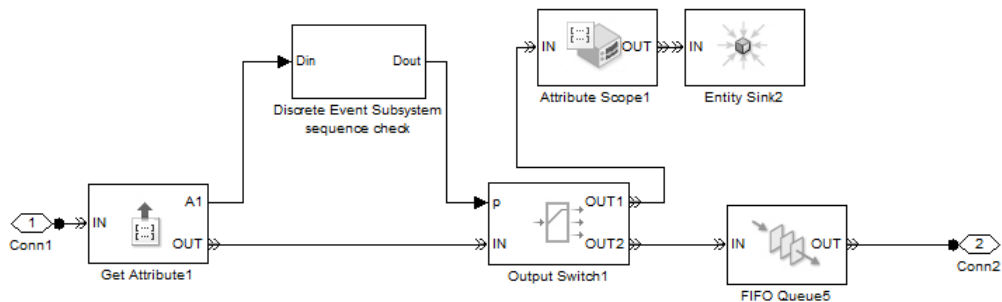 IN
OUT
Attribute Scope1
IN
Entity Sink2
Din
Dout
Discrete Event Subsystem
sequence check
1
Conn1
IN
A1
OUT
Get Attribute1
p
IN
OUT1
OUT2
Output Switch1
IN
OUT
FIFO Queue5
2
Conn2